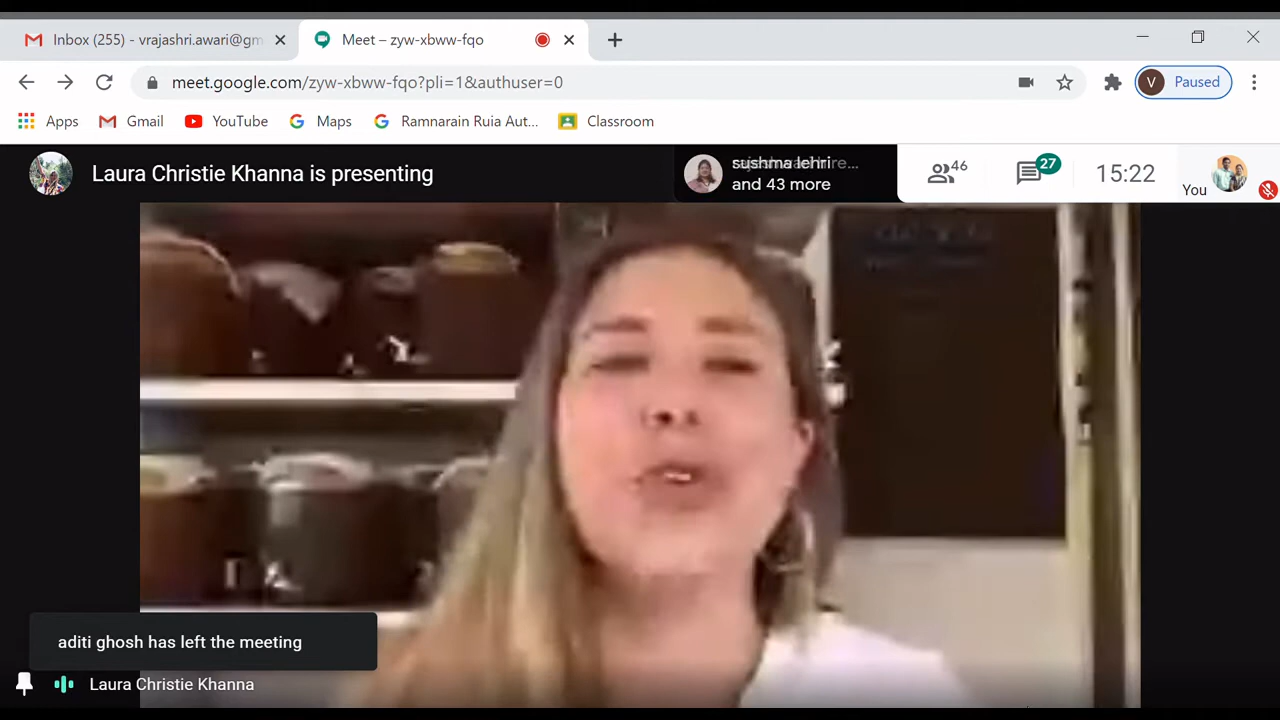 Inbox (255) - vrajashri.awari@gm
Meet – zyw-xbww-fqo
meet.google.com/zyw-xbww-fqo?pli=1&authuser=0
Paused
V
Apps
Gmail
YouTube
Maps
Ramnarain Ruia Aut...
Classroom
Laura Christie Khanna is presenting
sushma lehri
and 43 more
46
27
15:22
You
aditi ghosh has left the meeting
Laura Christie Khanna